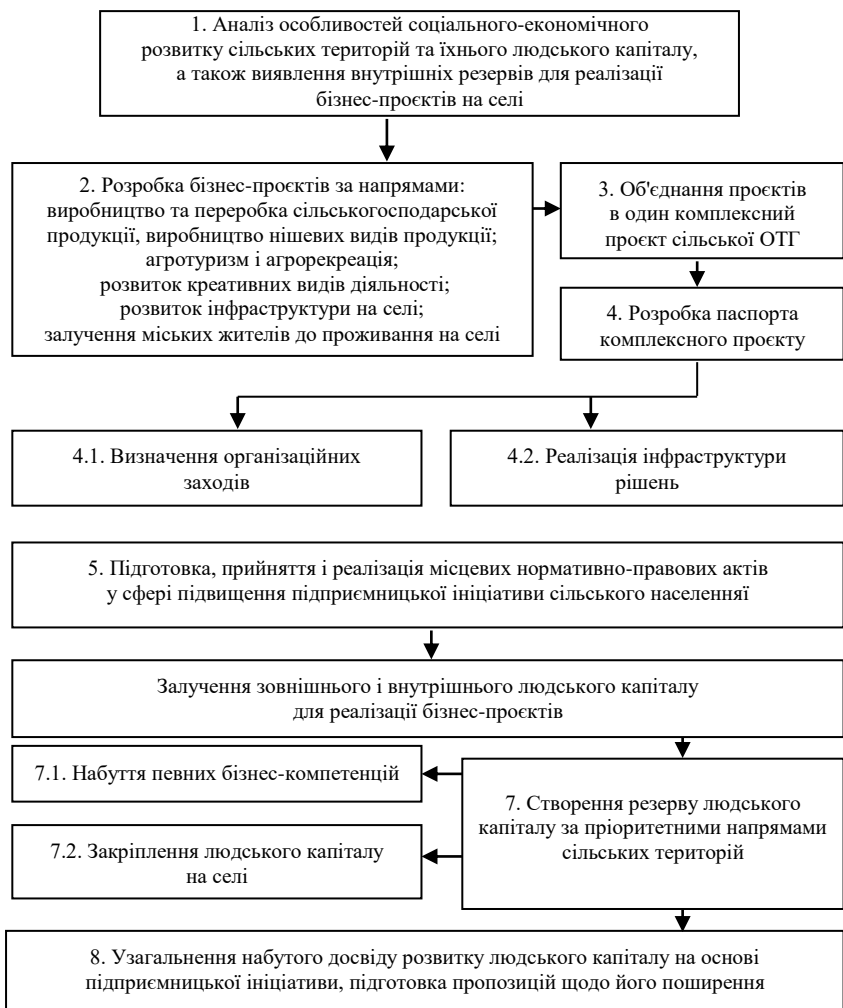 1. Аналіз особливостей соціального-економічного
розвитку сільських територій та їхнього людського капіталу,
а також виявлення внутрішніх резервів для реалізації
бізнес-проєктів на селі
2. Розробка бізнес-проєктів за напрямами:
виробництво та переробка сільськогосподарської
продукції, виробництво нішевих видів продукції;
агротуризм і агрорекреація;
розвиток креативних видів діяльності;
розвиток інфраструктури на селі;
залучення міських жителів до проживання на селі
3. Об'єднання проєктів
в один комплексний
проєкт сільської ОТГ
4. Розробка паспорта
комплексного проєкту
4.1. Визначення організаційних
заходів
4.2. Реалізація інфраструктури
рішень
5. Підготовка, прийняття і реалізація місцевих нормативно-правових актів
у сфері підвищення підприємницької ініціативи сільського населенняї
Залучення зовнішнього і внутрішнього людського капіталу
для реалізації бізнес-проєктів
7.1. Набуття певних бізнес-компетенцій
7. Створення резерву людського
капіталу за пріоритетними напрямами
сільських територій
7.2. Закріплення людського капіталу
на селі
8. Узагальнення набутого досвіду розвитку людського капіталу на основі
підприємницької ініціативи, підготовка пропозицій щодо його поширення